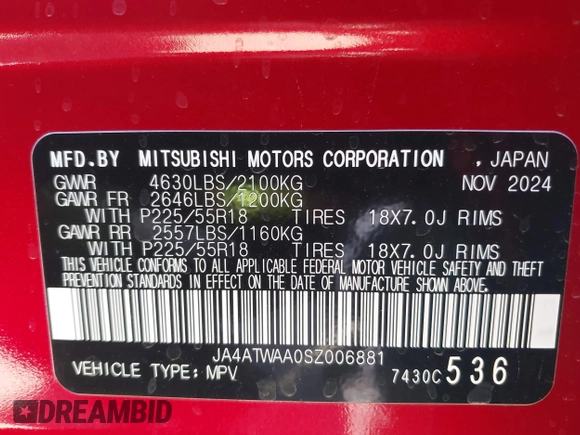 MFD.BY MITSUBISHI MOTORS CORPORATION , JAPAN
GVWR 4630LBS/2100KG NOV 2024
GAWR FR 2646LBS/1200KG
WITH P225/55R18 TIRES 18X7.0J RIMS
GAWR RR 2557LBS/1160KG
WITH P225/55R18 TIRES 18X7.0J RIMS
THIS VEHICLE CONFORMS TO ALL APPLICABLE FEDERAL MOTOR VEHICLE SAFETY AND THEFT
PREVENTION STANDARDS IN EFFECT ON THE DATE OF MANUFACTURE SHOWN ABOVE.
JA4ATWAA0SZ006881
VEHICLE TYPE: MPV 7430C 536
DREAMBID